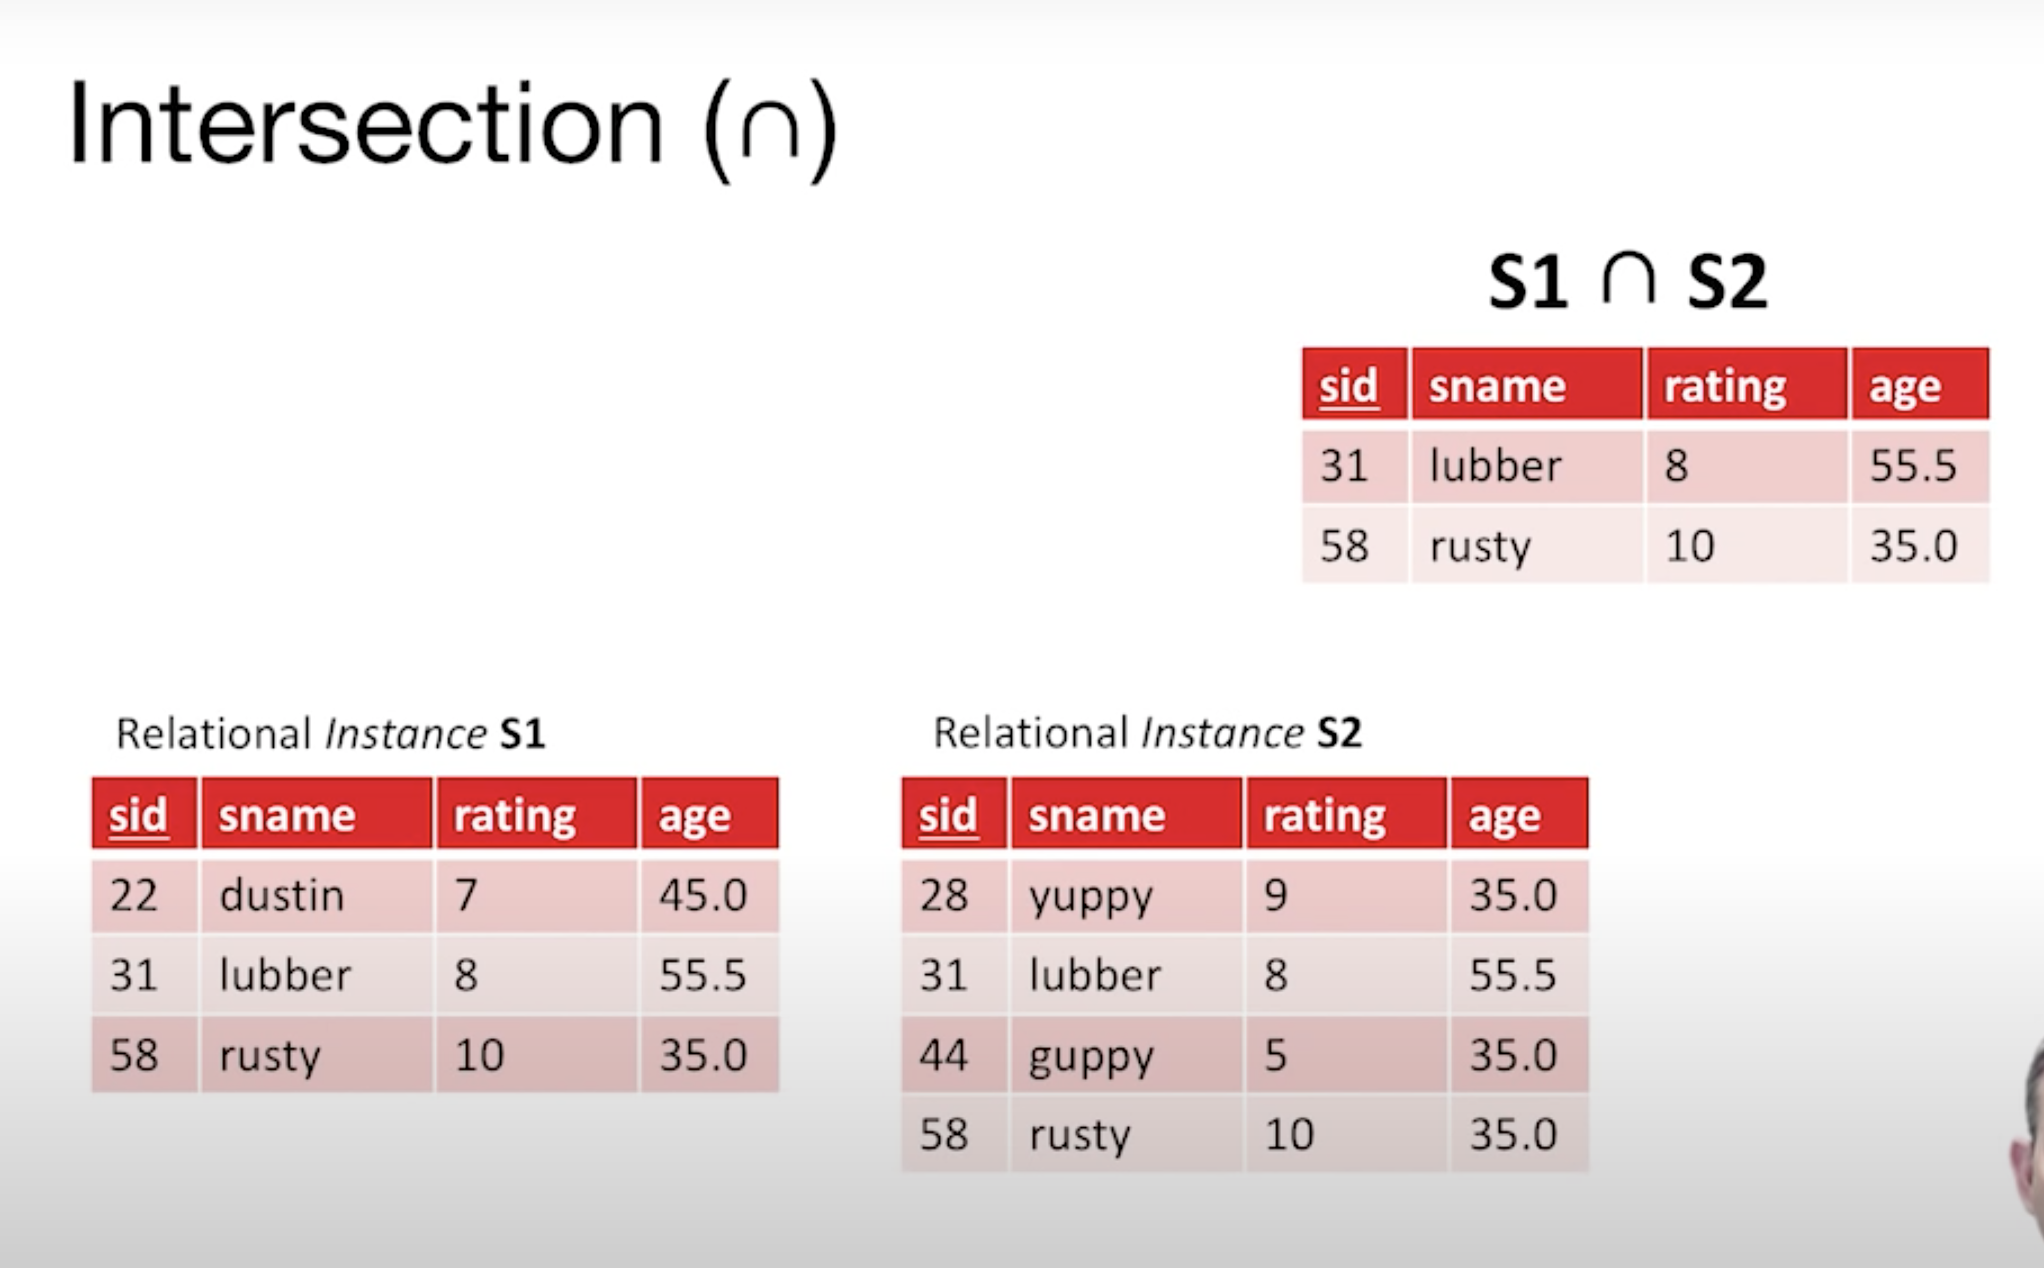 Intersection (∩)
S1 ∩ S2
sid sname rating age
31 lubber 8 55.5
58 rusty 10 35.0
Relational Instance S1
sid sname rating age
22 dustin 7 45.0
31 lubber 8 55.5
58 rusty 10 35.0
Relational Instance S2
sid sname rating age
28 yuppy 9 35.0
31 lubber 8 55.5
44 guppy 5 35.0
58 rusty 10 35.0